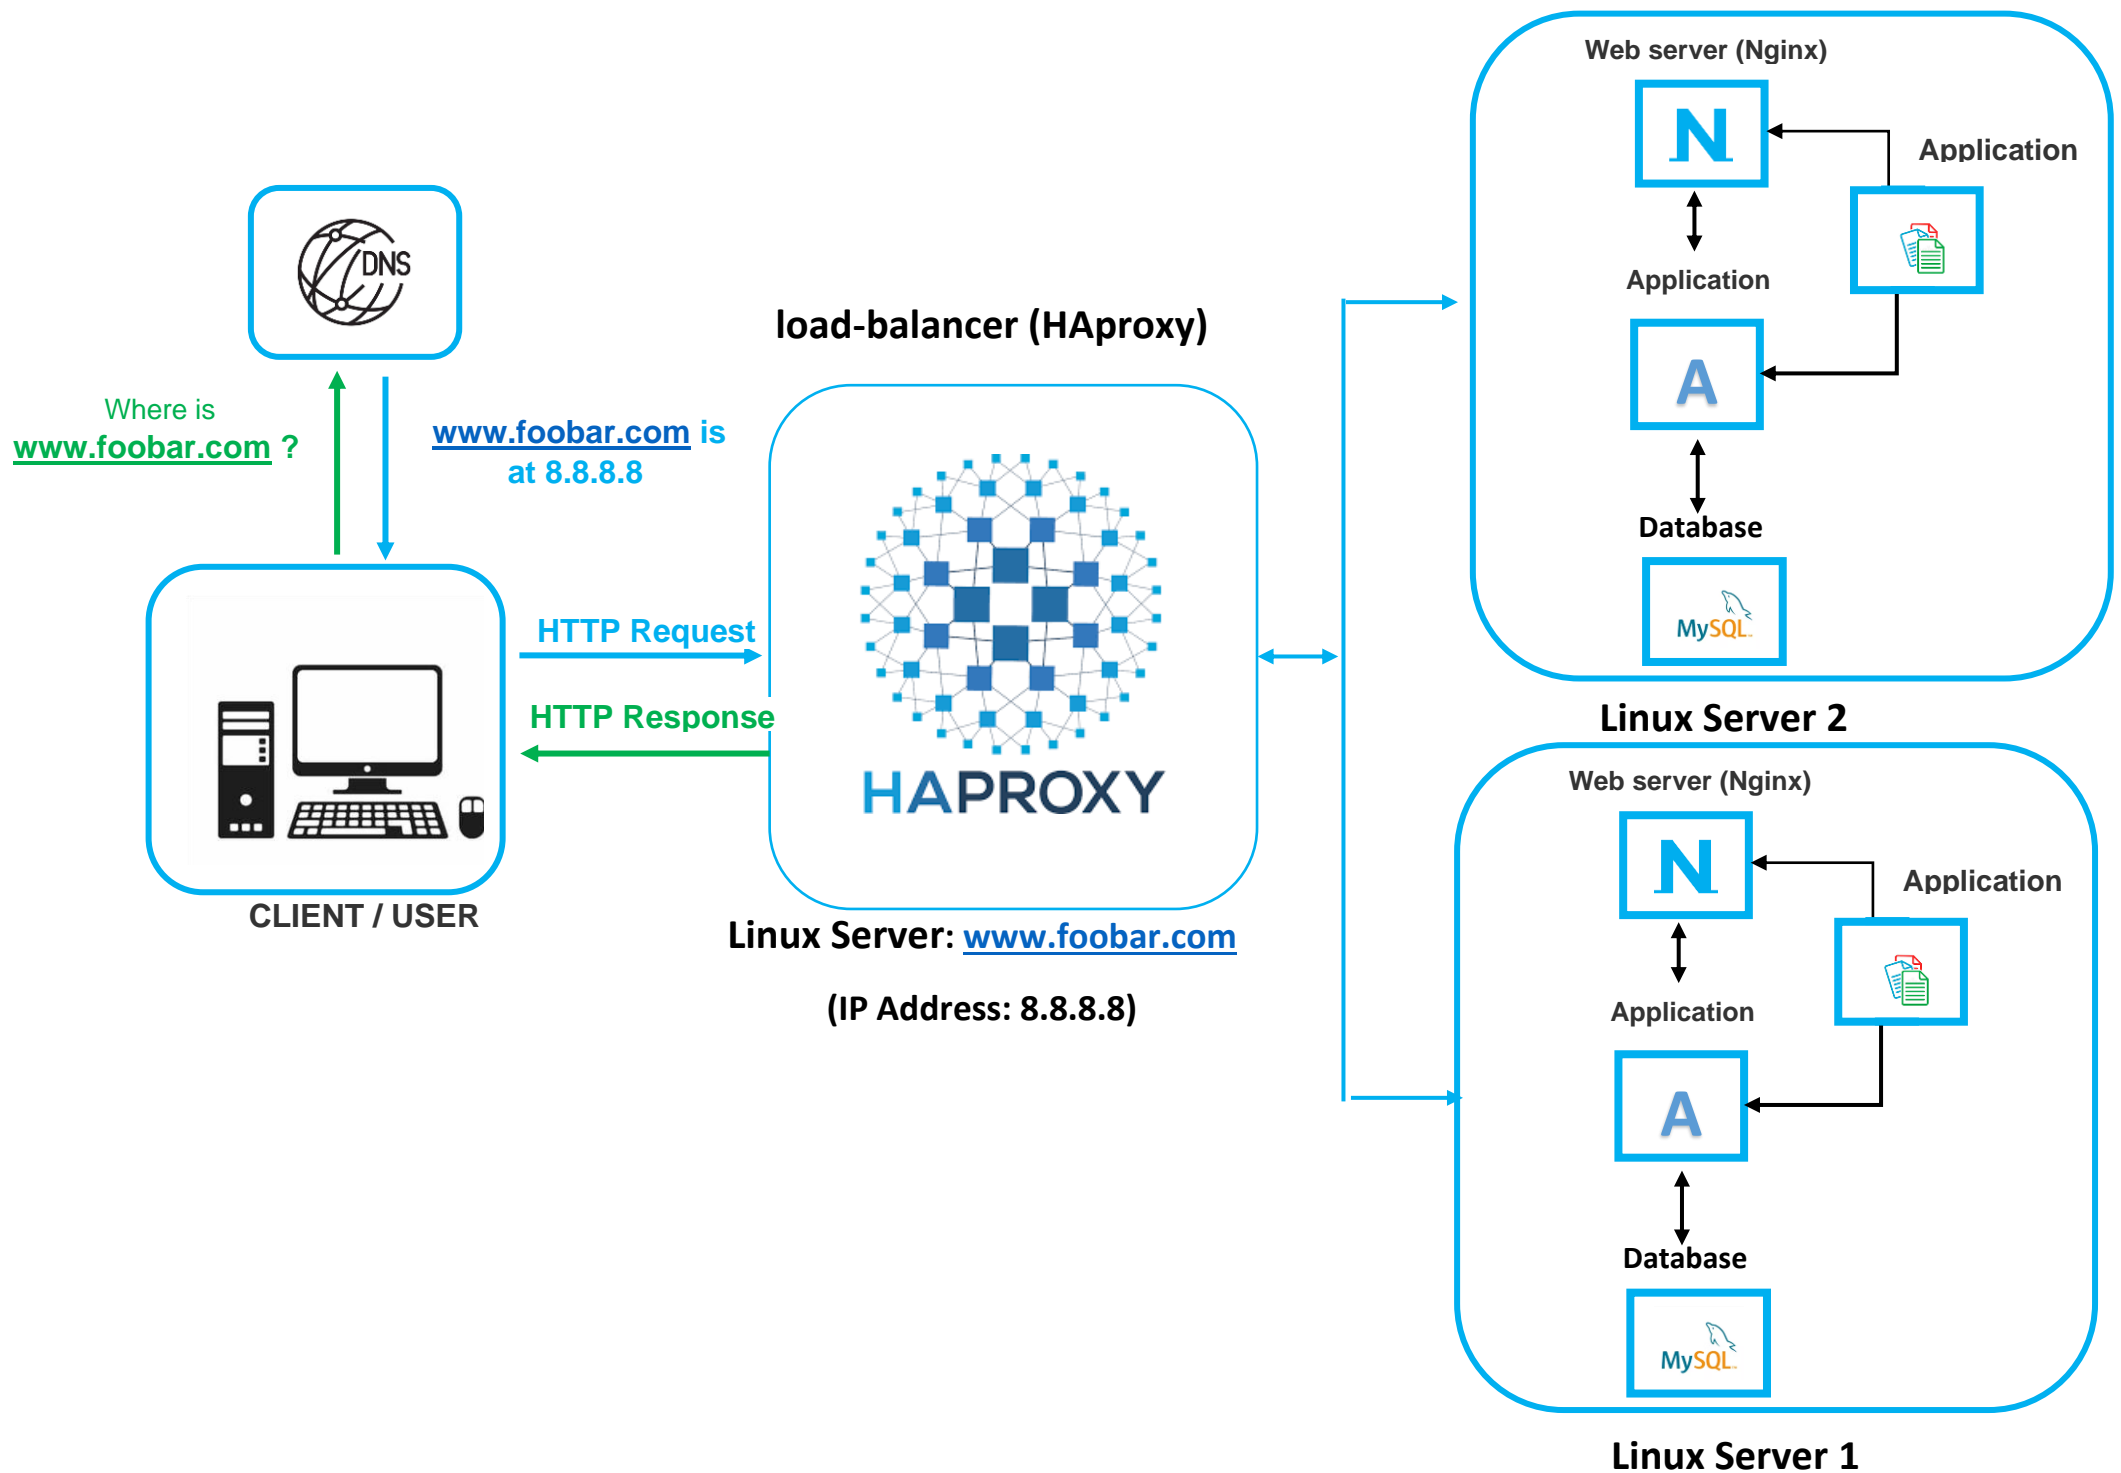 DNS
Where is
www.foobar.com ?
www.foobar.com is
at 8.8.8.8
CLIENT / USER
HTTP Request
HTTP Response
load-balancer (HAproxy)
HAPROXY
Linux Server: www.foobar.com
(IP Address: 8.8.8.8)
Web server (Nginx)
N
Application
Application
A
Database
MySQL
Linux Server 2
Web server (Nginx)
N
Application
Application
A
Database
MySQL
Linux Server 1